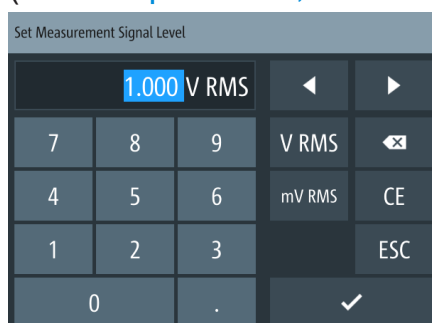 Set Measurement Signal Level
1.000 V RMS
7 8 9 V RMS
4 5 6 mV RMS CE
1 2 3 ESC
0 .